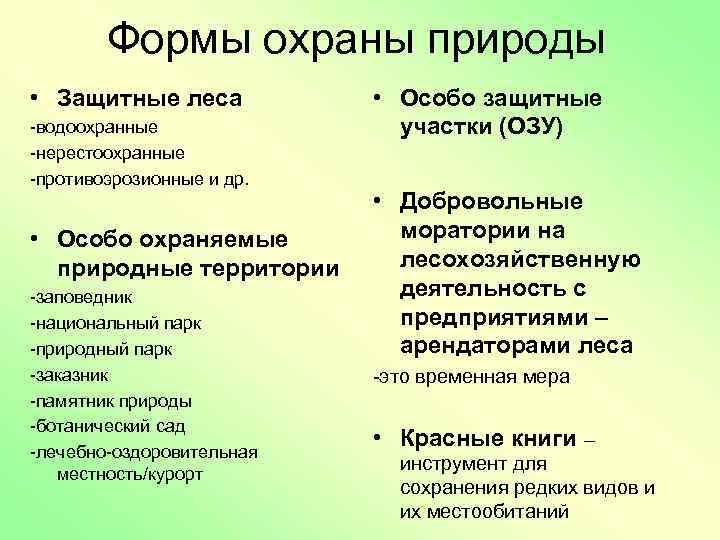 Формы охраны природы
• Защитные леса
-водоохранные
-нерестоохранные
-противоэрозионные и др.
• Особо охраняемые
природные территории
-заповедник
-национальный парк
-природный парк
-заказник
-памятник природы
-ботанический сад
-лечебно-оздоровительная
местность/курорт
• Особо защитные
участки (ОЗУ)
• Добровольные
моратории на
лесохозяйственную
деятельность с
предприятиями –
арендаторами леса
-это временная мера
• Красные книги –
инструмент для
сохранения редких видов и
их местообитаний